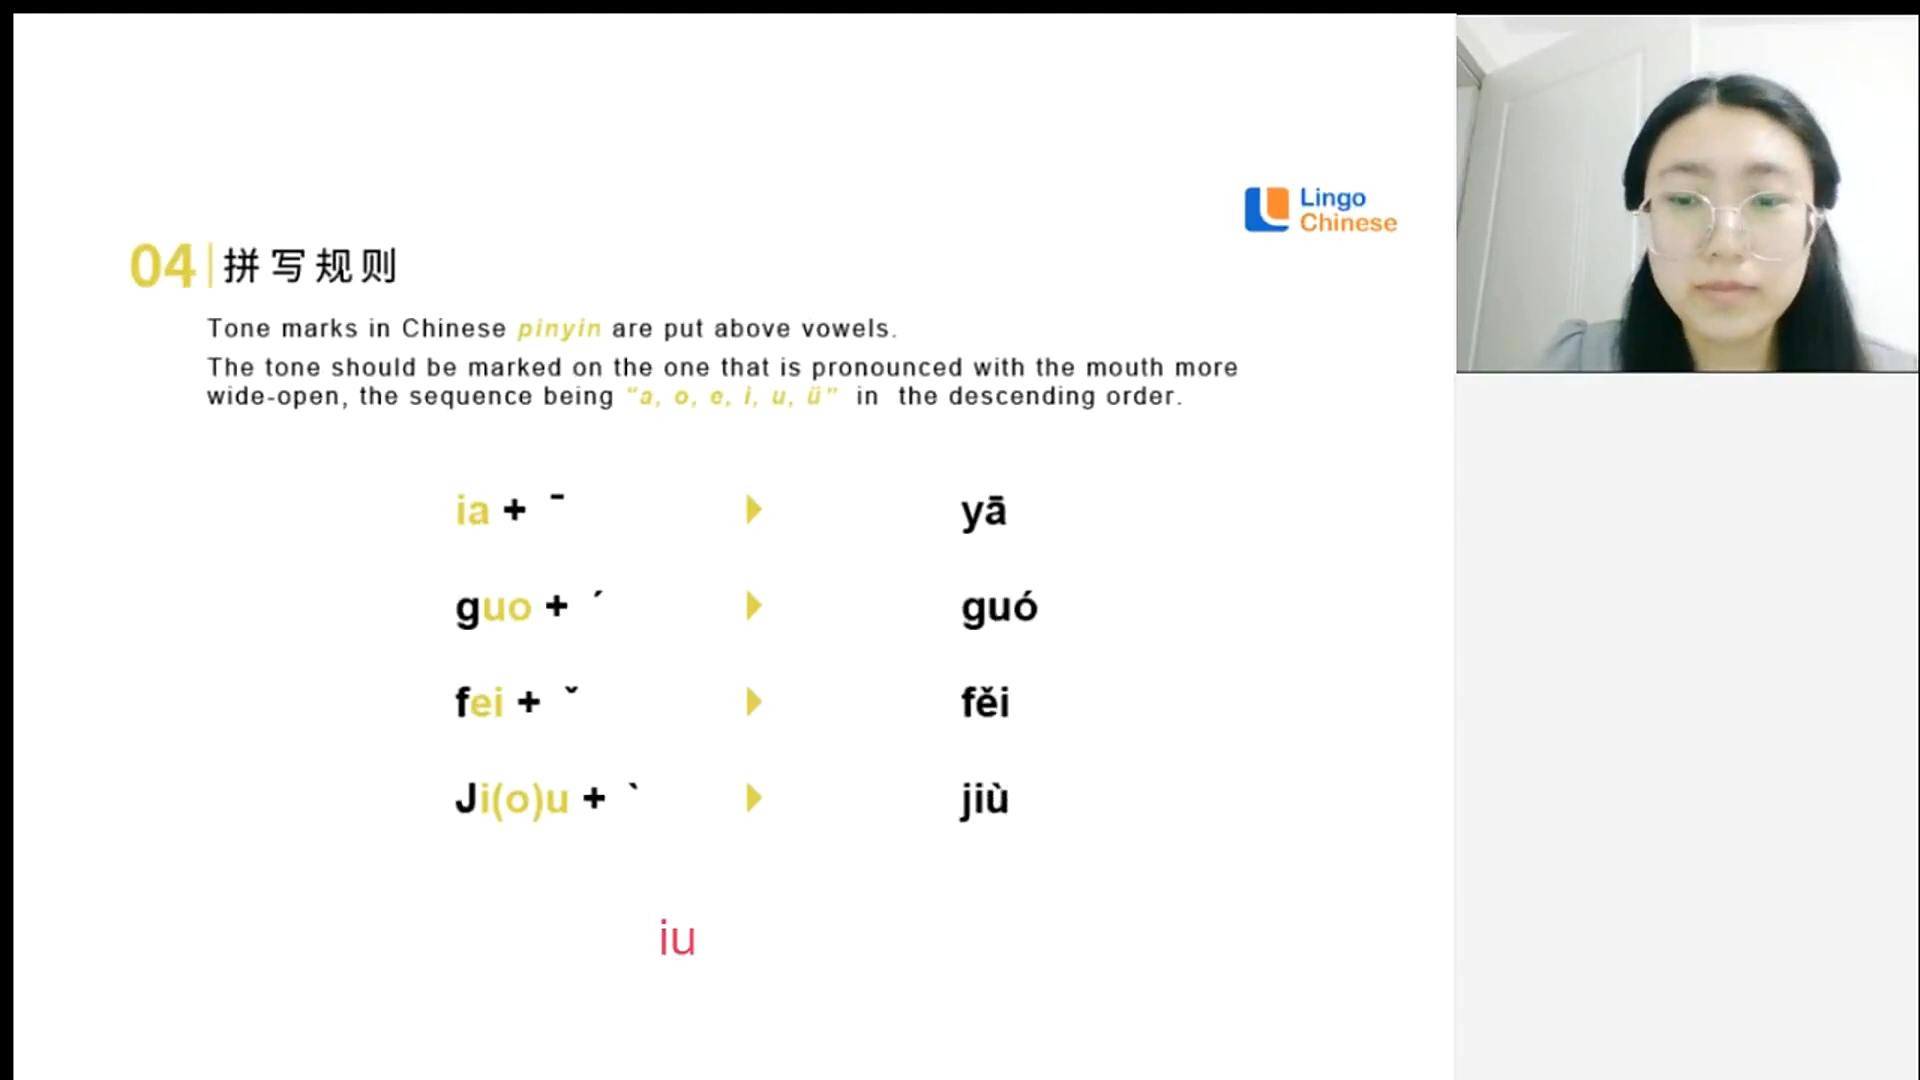 Lingo
Chinese
04 拼写规则
Tone marks in Chinese pinyin are put above vowels.
The tone should be marked on the one that is pronounced with the mouth more
wide-open, the sequence being “a, o, e, i, u, ü” in the descending order.
ia + ˉ yā
guo + ˊ guó
fei + ˇ fěi
Ji(o)u + ˋ jiù
iu